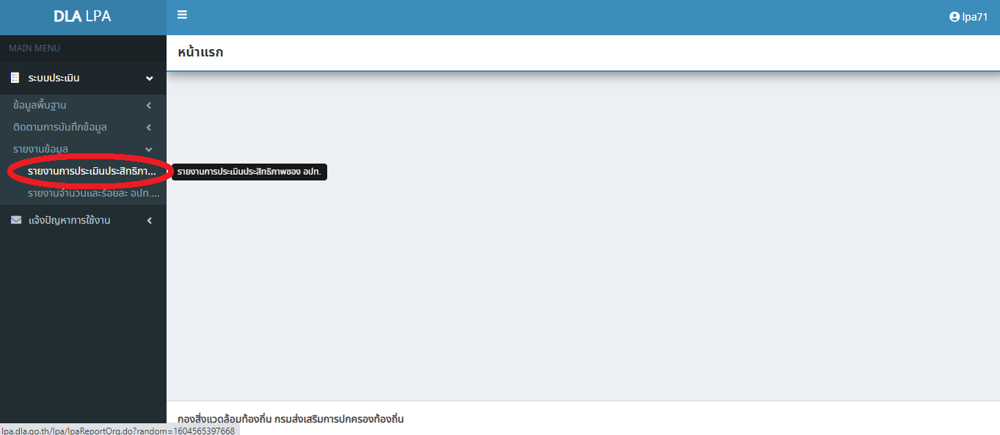 DLA LPA
lpa71
MAIN MENU
หน้าแรก
ระบบประเมิน
ข้อมูลพื้นฐาน
ติดตามการบันทึกข้อมูล
รายงานข้อมูล
รายงานการประเมินประสิทธิภา...
รายงานการประเมินประสิทธิภาพของ อปท.
รายงานจำนวนและร้อยละ อปท....
แจ้งปัญหาการใช้งาน
กองสิ่งแวดล้อมท้องถิ่น กรมส่งเสริมการปกครองท้องถิ่น
lpa.dla.go.th/lpa/lpaReportOrg.do?random=1604565397668